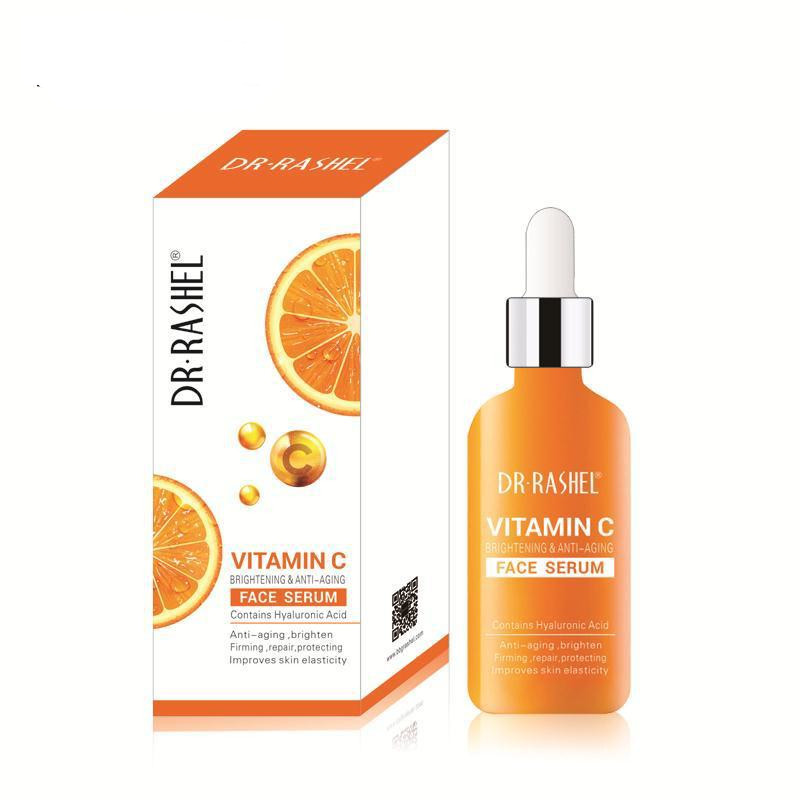 DR·RASHEL®
DR·RASHEL®
C
VITAMIN C
BRIGHTENING & ANTI-AGING
FACE SERUM
Contains Hyaluronic Acid
Anti-aging ,brighten
Firming ,repair,protecting
Improves skin elasticity
DR·RASHEL®
VITAMIN C
BRIGHTENING & ANTI-AGING
FACE SERUM
Contains Hyaluronic Acid
Anti-aging ,brighten
Firming ,repair,protecting
Improves skin elasticity